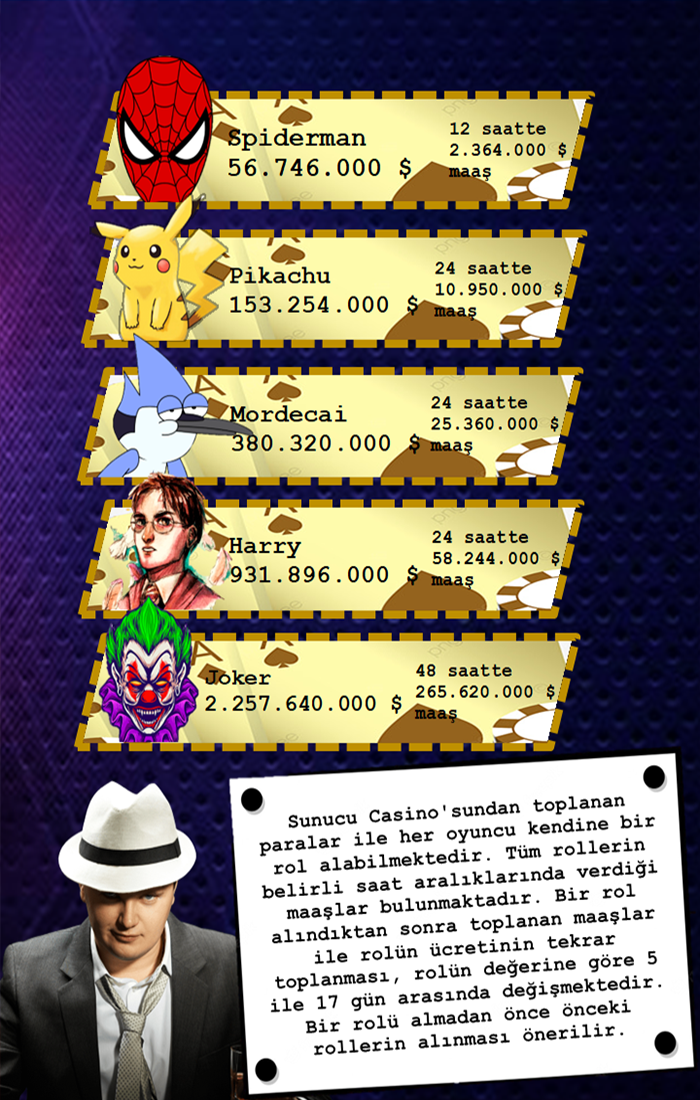 Spiderman
56.746.000 $
12 saatte
2.364.000 $
maaş
Pikachu
153.254.000 $
24 saatte
10.950.000 $
maaş
Mordecai
380.320.000 $
24 saatte
25.360.000 $
maaş
Harry
931.896.000 $
24 saatte
58.244.000 $
maaş
Joker
2.257.640.000 $
48 saatte
265.620.000 $
maaş
Sunucu Casino'sundan toplanan
paralar ile her oyuncu kendine bir
rol alabilmektedir. Tüm rollerin
belirli saat aralıklarında verdiği
maaşlar bulunmaktadır. Bir rol
alındıktan sonra toplanan maaşlar
ile rolün ücretinin tekrar
toplanması, rolün değerine göre 5
ile 17 gün arasında değişmektedir.
Bir rolü almadan önce önceki
rollerin alınması önerilir.